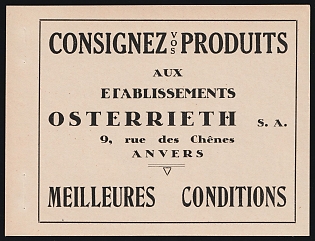 CONSIGNEZ VOS PRODUITS
AUX
ETABLISSEMENTS
OSTERRIETH S. A.
9, rue des Chênes
ANVERS
MEILLEURES CONDITIONS